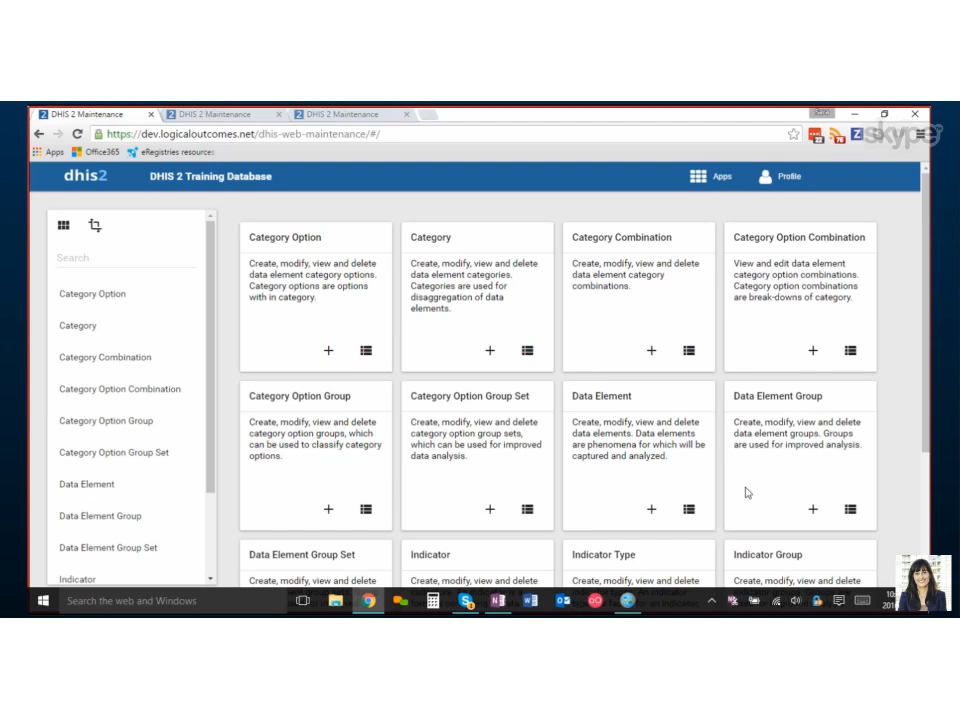 DHIS 2 Maintenance
DHIS 2 Maintenance
DHIS 2 Maintenance
https://dev.logicaloutcomes.net/dhis-web-maintenance/#/
skype
Apps Office365 eRegistries resources
dhis2 DHIS 2 Training Database Apps Profile
Search
Category Option
Category
Category Combination
Category Option Combination
Category Option Group
Category Option Group Set
Data Element
Data Element Group
Data Element Group Set
Indicator
Category Option
Create, modify, view and delete
data element category options.
Category options are options
with in category.
Category
Create, modify, view and delete
data element categories.
Categories are used for
disaggregation of data
elements.
Category Combination
Create, modify, view and delete
data element category
combinations.
Category Option Combination
View and edit data element
category option combinations.
Category option combinations
are break-downs of category.
Category Option Group
Create, modify, view and delete
category option groups, which
can be used to classify category
options.
Category Option Group Set
Create, modify, view and delete
category option group sets,
which can be used for improved
data analysis.
Data Element
Create, modify, view and delete
data elements. Data elements
are phenomena for which will be
captured and analyzed.
Data Element Group
Create, modify, view and delete
data element groups. Groups
are used for improved analysis.
Data Element Group Set
Create, modify, view and delete
Indicator
Create, modify, view and delete
Indicator Type
Create, modify, view and delete
Indicator Group
Create, modify, view and delete
Search the web and Windows